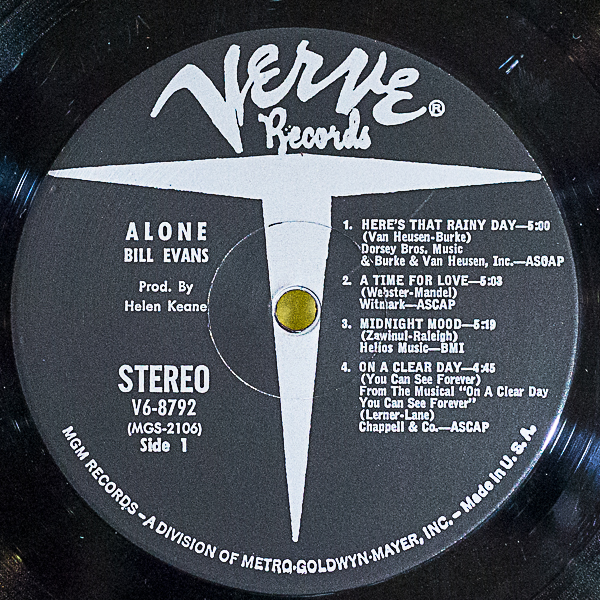 Verve®
Records
ALONE
BILL EVANS
Prod. By
Helen Keane
STEREO
V6-8792
(MGS-2106)
Side 1
1. HERE'S THAT RAINY DAY—5:00
(Van Heusen-Burke)
Dorsey Bros. Music
& Burke & Van Heusen, Inc.—ASCAP
2. A TIME FOR LOVE—5:03
(Webster-Mandel)
Witmark—ASCAP
3. MIDNIGHT MOOD—5:19
(Zawinul-Raleigh)
Helios Music—BMI
4. ON A CLEAR DAY—4:45
(You Can See Forever)
From The Musical "On A Clear Day
You Can See Forever"
(Lerner-Lane)
Chappell & Co.—ASCAP
MGM RECORDS – A DIVISION OF METRO-GOLDWYN-MAYER, INC. – Made in U.S.A.